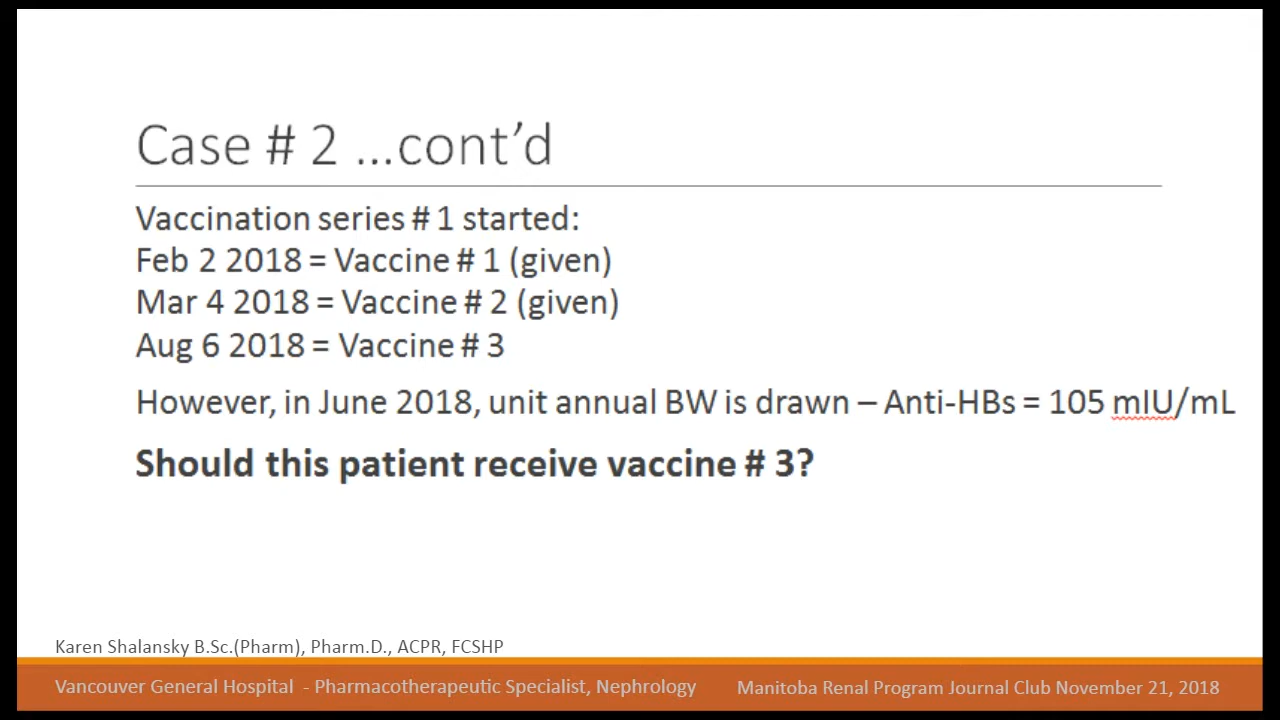 Case # 2 …cont’d
Vaccination series # 1 started:
Feb 2 2018 = Vaccine # 1 (given)
Mar 4 2018 = Vaccine # 2 (given)
Aug 6 2018 = Vaccine # 3
However, in June 2018, unit annual BW is drawn – Anti-HBs = 105 mIU/mL
Should this patient receive vaccine # 3?
Karen Shalansky B.Sc.(Pharm), Pharm.D., ACPR, FCSHP
Vancouver General Hospital - Pharmacotherapeutic Specialist, Nephrology
Manitoba Renal Program Journal Club November 21, 2018